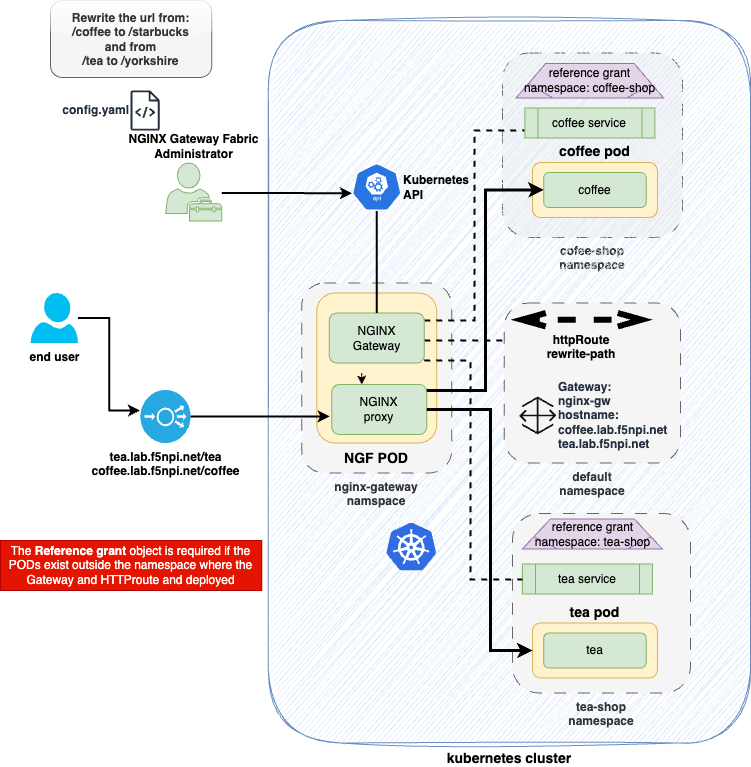 Rewrite the url from:
/coffee to /starbucks
and from
/tea to /yorkshire
config.yaml
NGINX Gateway Fabric
Administrator
Kubernetes
API
api
reference grant
namespace: coffee-shop
coffee service
coffee pod
coffee
cofee-shop
namespace
end user
tea.lab.f5npi.net/tea
coffee.lab.f5npi.net/coffee
NGINX
Gateway
NGINX
proxy
NGF POD
nginx-gateway
namspace
httpRoute
rewrite-path
Gateway:
nginx-gw
hostname:
coffee.lab.f5npi.net
tea.lab.f5npi.net
default
namespace
The Reference grant object is required if the
PODs exist outside the namespace where the
Gateway and HTTProute and deployed
reference grant
namespace: tea-shop
tea service
tea pod
tea
tea-shop
namespace
kubernetes cluster